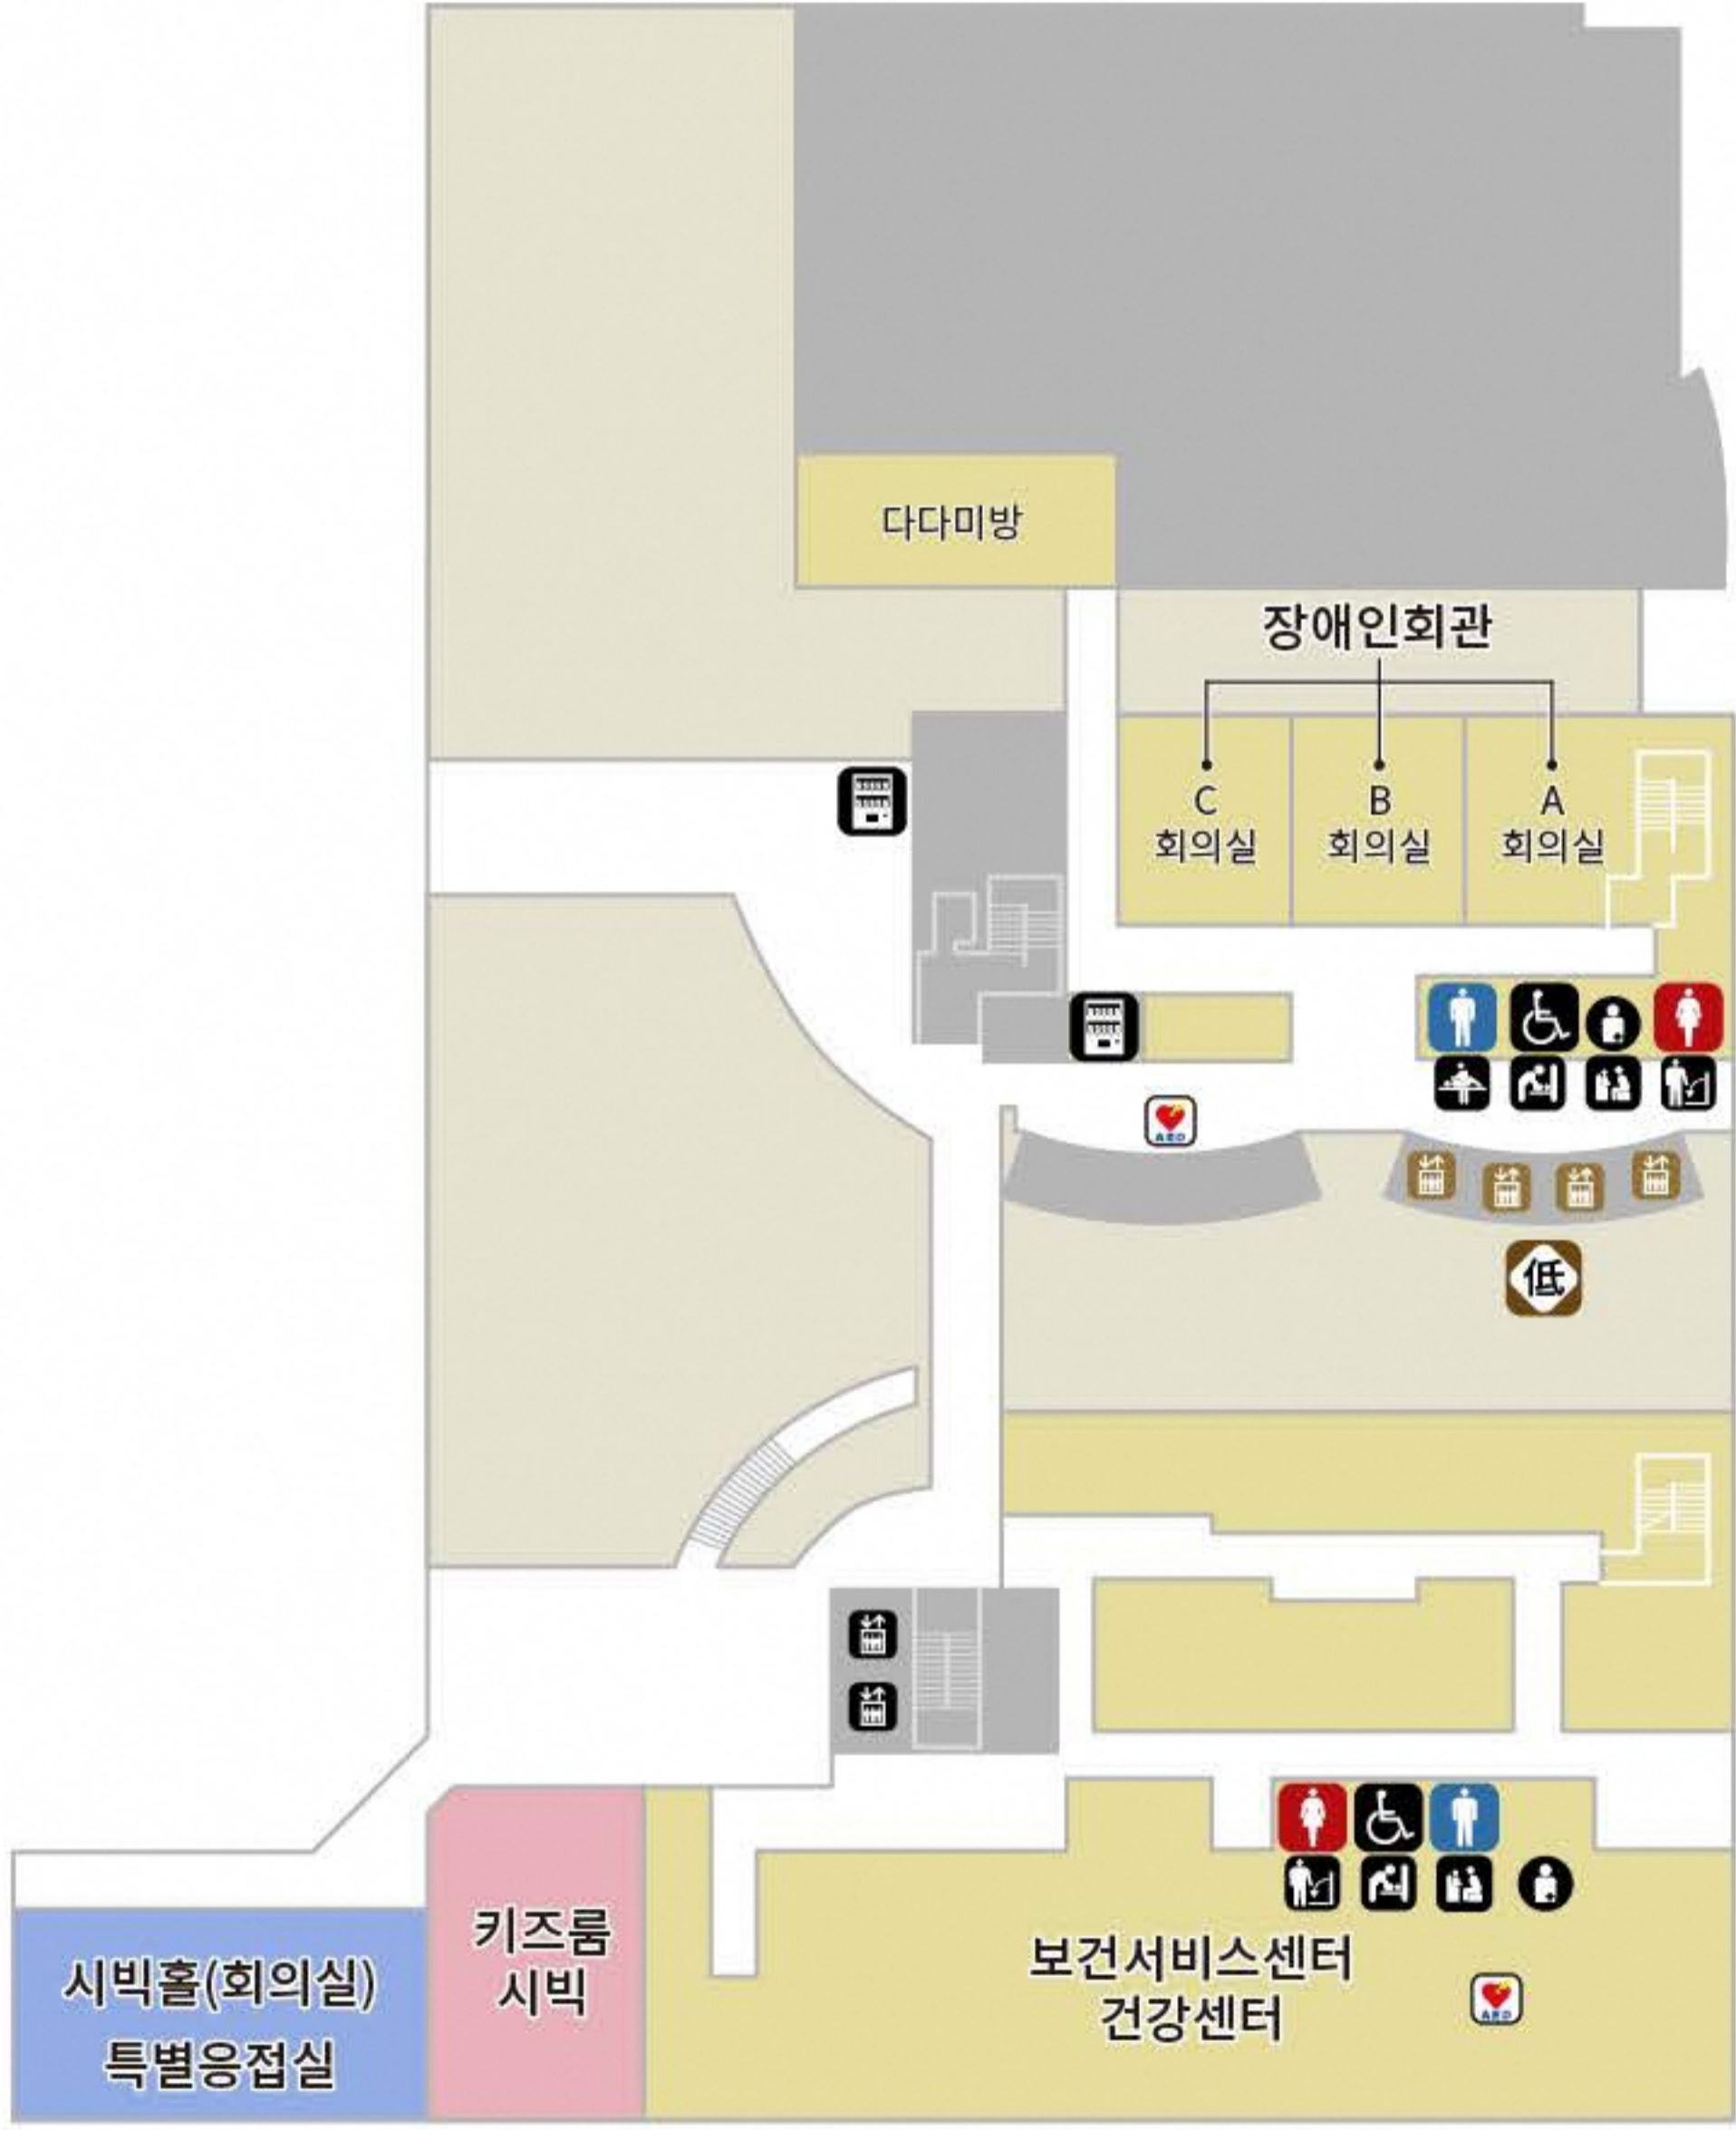 다다미방
장애인회관
C
회의실
B
회의실
A
회의실
AED
低
키즈룸
시빅
시빅홀(회의실)
특별응접실
보건서비스센터
건강센터
AED